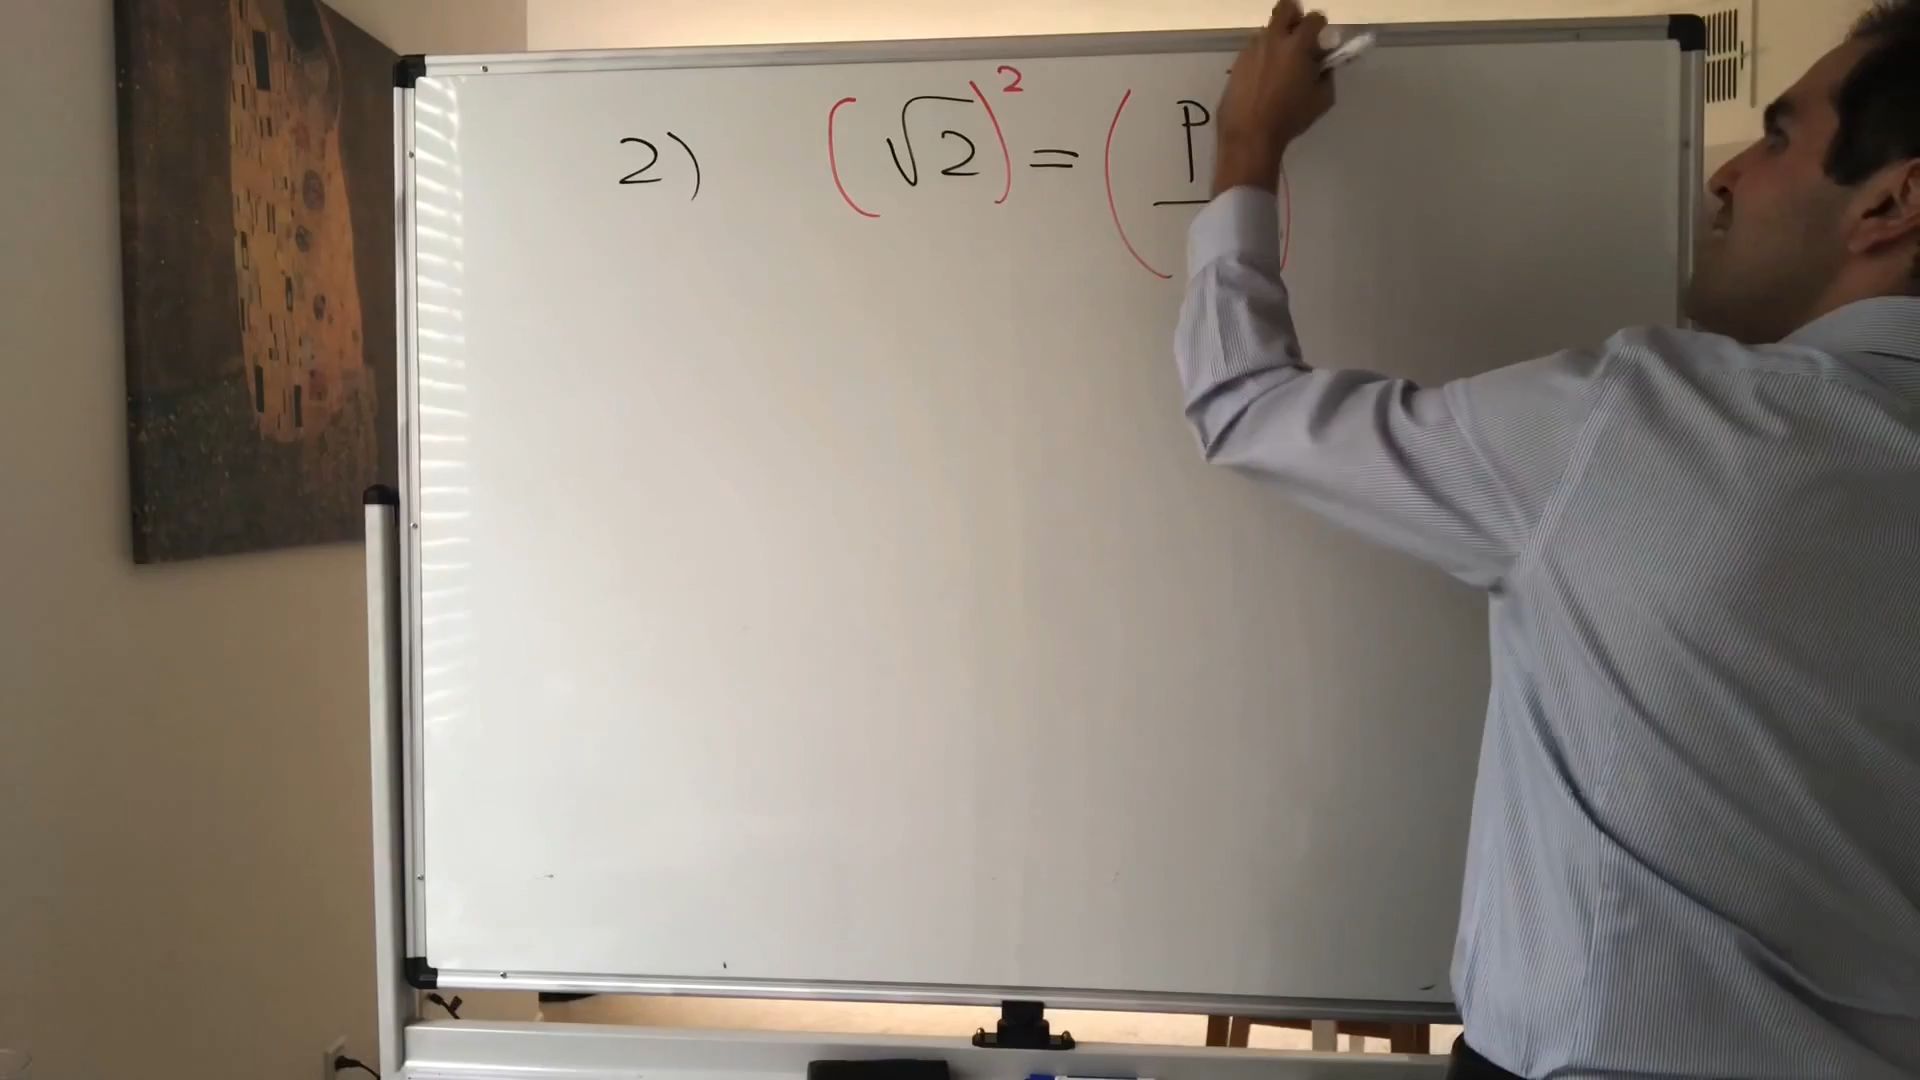 2) (√2)² = (P